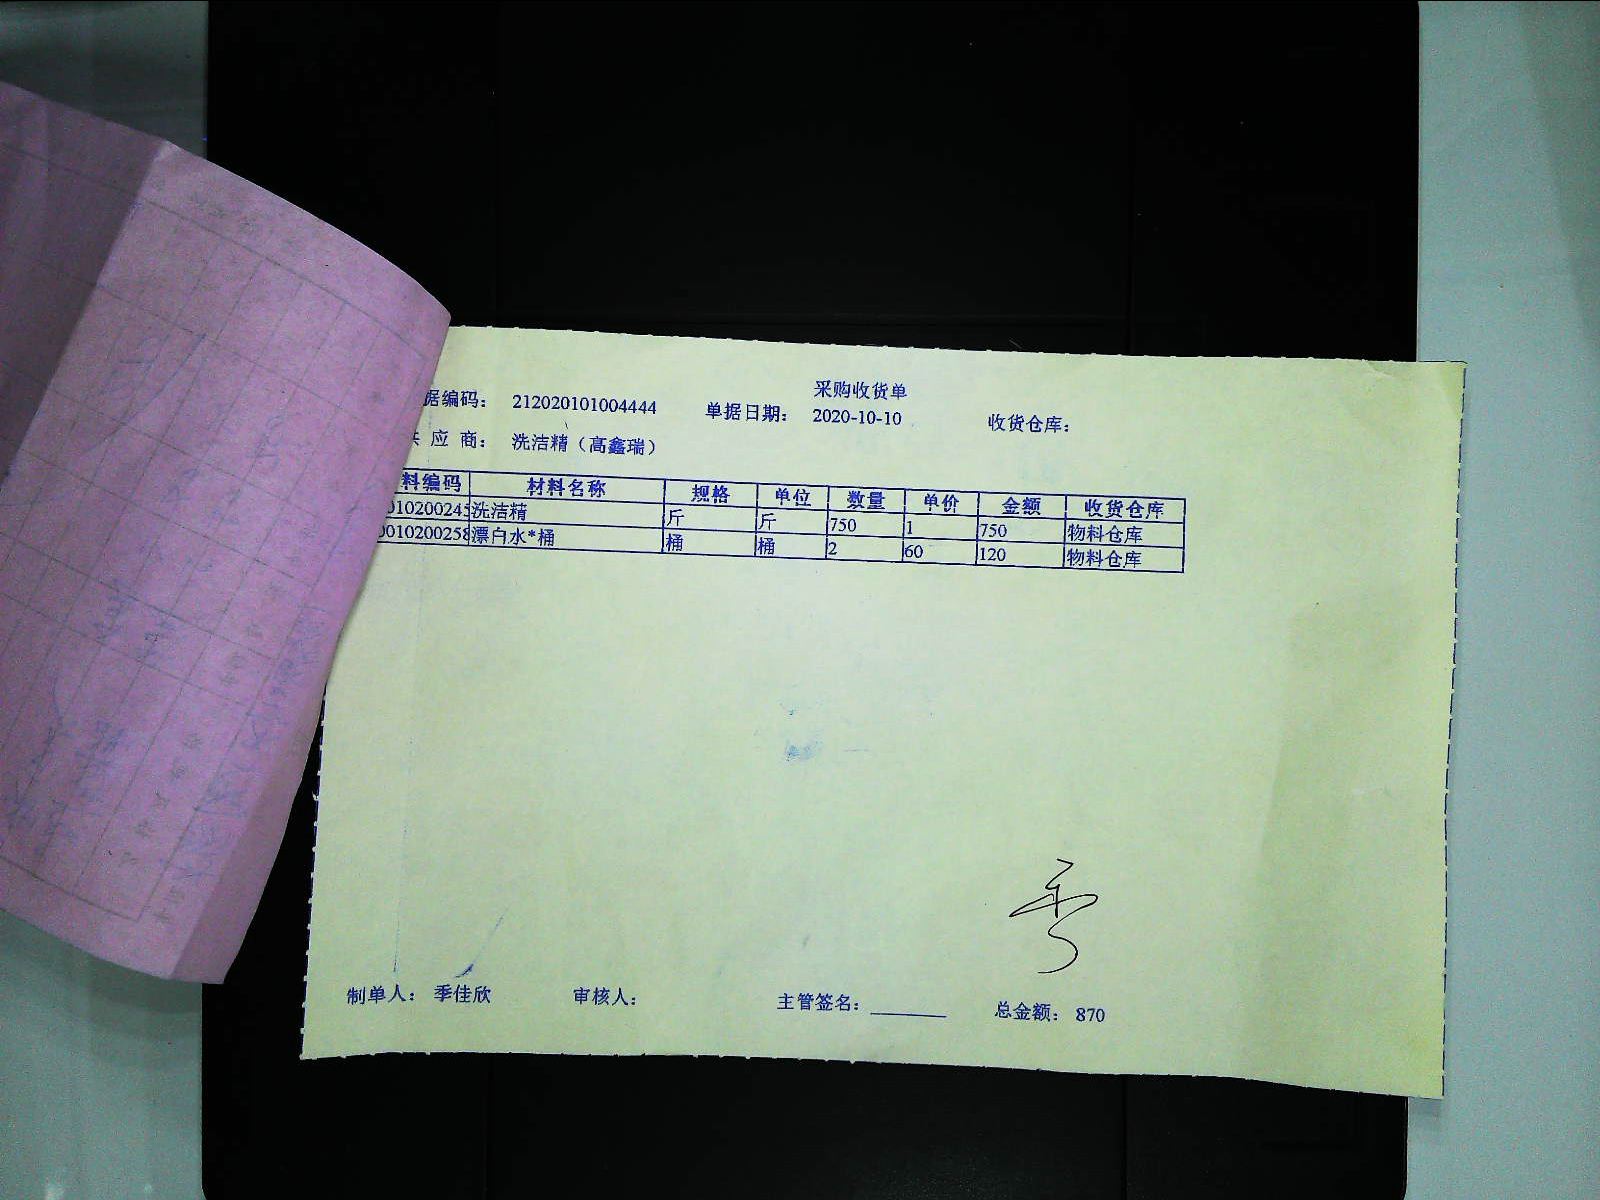 采购收货单
据编码： 212020101004444 单据日期： 2020-10-10 收货仓库：
供 应 商： 洗洁精（高鑫瑞）
料编码 材料名称 规格 单位 数量 单价 金额 收货仓库
010200245 洗洁精 斤 斤 750 1 750 物料仓库
0010200258 漂白水*桶 桶 桶 2 60 120 物料仓库
制单人： 季佳欣 审核人： 主管签名：________ 总金额： 870